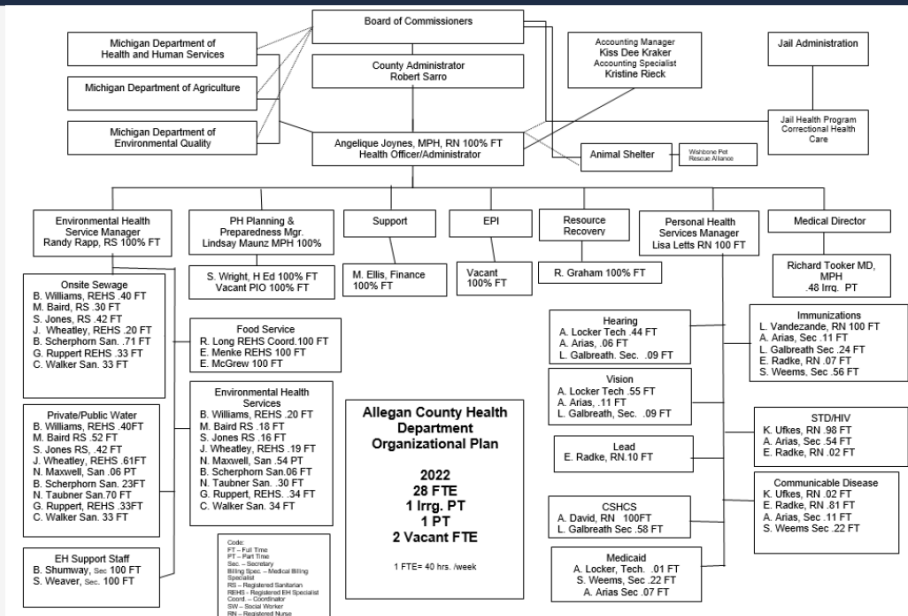 Board of Commissioners
Michigan Department of
Health and Human Services
County Administrator
Robert Sarro
Accounting Manager
Kiss Dee Kraker
Accounting Specialist
Kristine Rieck
Jail Administration
Michigan Department of Agriculture
Michigan Department of
Environmental Quality
Angelique Joynes, MPH, RN 100% FT
Health Officer/Administrator
Animal Shelter
Wishbone Pet
Rescue Alliance
Jail Health Program
Correctional Health
Care
Environmental Health
Service Manager
Randy Rapp, RS 100% FT
PH Planning &
Preparedness Mgr.
Lindsay Maunz MPH 100%
Support
EPI
Resource
Recovery
Personal Health
Services Manager
Lisa Letts RN 100 FT
Medical Director
S. Wright, H Ed 100% FT
Vacant PIO 100% FT
M. Ellis, Finance
100% FT
Vacant
100% FT
R. Graham 100% FT
Richard Tooker MD,
MPH
.48 Irrg. PT
Onsite Sewage
B. Williams, REHS .40 FT
M. Baird, RS .30 FT
S. Jones, RS .42 FT
J. Wheatley, REHS .20 FT
B. Scherphorn San. .71 FT
G. Ruppert REHS .33 FT
C. Walker San. 33 FT
Food Service
R. Long REHS Coord.100 FT
E. Menke REHS 100 FT
E. McGrew 100 FT
Hearing
A. Locker Tech .44 FT
A. Arias, .06 FT
L. Galbreath. Sec. .09 FT
Immunizations
L. Vandezande, RN 100 FT
A. Arias, Sec .11 FT
L. Galbreath Sec .24 FT
E. Radke, RN .07 FT
S. Weems, Sec .56 FT
Vision
A. Locker Tech .55 FT
A. Arias, .11 FT
L. Galbreath, Sec. .09 FT
Private/Public Water
B. Williams, REHS .40FT
M. Baird RS .52 FT
S. Jones RS, .42 FT
J. Wheatley, REHS .61FT
N. Maxwell, San .06 PT
B. Scherphorn San. 23FT
N. Taubner San.70 FT
G. Ruppert, REHS .33FT
C. Walker San 33 FT
Environmental Health
Services
B. Williams, REHS .20 FT
M. Baird RS .18 FT
S. Jones RS .16 FT
J. Wheatley,REHS .19 FT
N. Maxwell, San .54 PT
B. Scherphorn San.06 FT
N. Taubner San. .30 FT
G. Ruppert, REHS. .34 FT
C. Walker San. 34 FT
Allegan County Health
Department
Organizational Plan
2022
28 FTE
1 Irrg. PT
1 PT
2 Vacant FTE
1 FTE= 40 hrs. /week
Lead
E. Radke, RN.10 FT
STD/HIV
K. Ufkes, RN .98 FT
A. Arias, Sec .54 FT
E. Radke, RN .02 FT
CSHCS
A. David, RN 100FT
L. Galbreath Sec .58 FT
Communicable Disease
K. Ufkes, RN .02 FT
E. Radke, RN .81 FT
A. Arias, Sec .11 FT
S. Weems Sec .22 FT
Medicaid
A. Locker, Tech. .01 FT
S. Weems, Sec .22 FT
A. Arias Sec .07 FT
EH Support Staff
B. Shumway, Sec 100 FT
S. Weaver, Sec. 100 FT
Code:
FT – Full Time
PT – Part Time
Sec. – Secretary
Billing Spec. – Medical Billing
Specialist
RS – Registered Sanitarian
REHS - Registered EH Specialist
Coord. – Coordinator
SW – Social Worker
RN – Registered Nurse